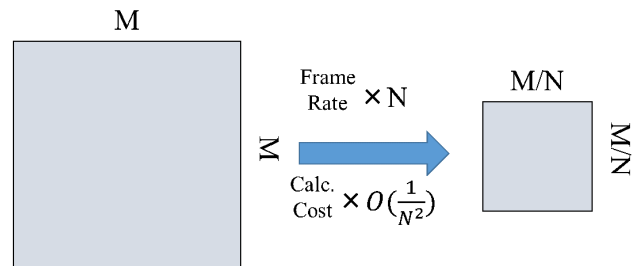 M
M
Frame
Rate × N
Calc.
Cost × O(1/N²)
M/N
M/N